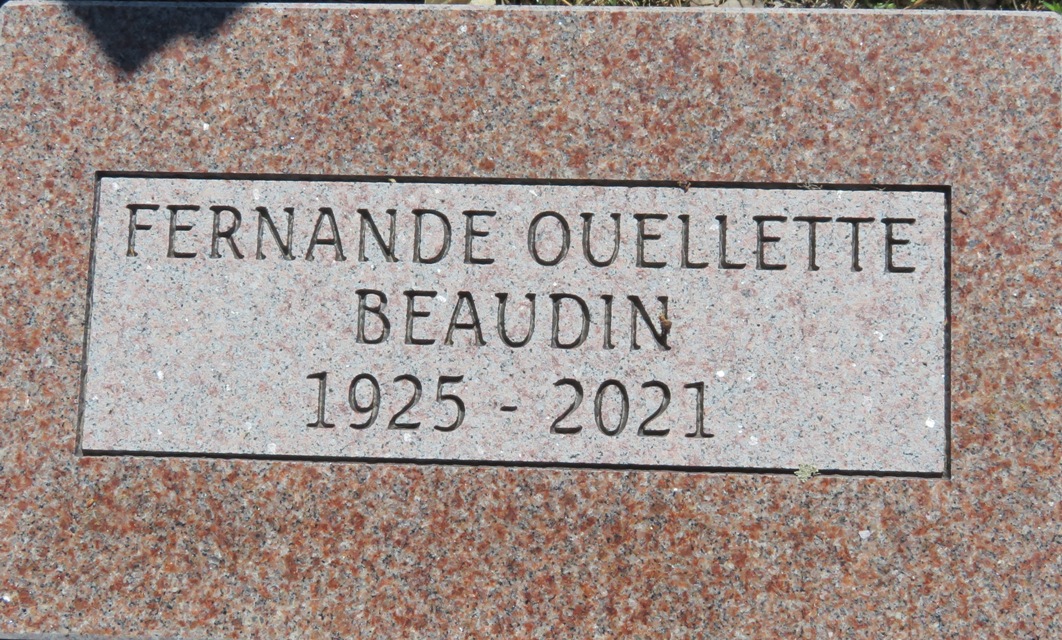 FERNANDE OUELLETTE
BEAUDIN
1925 - 2021